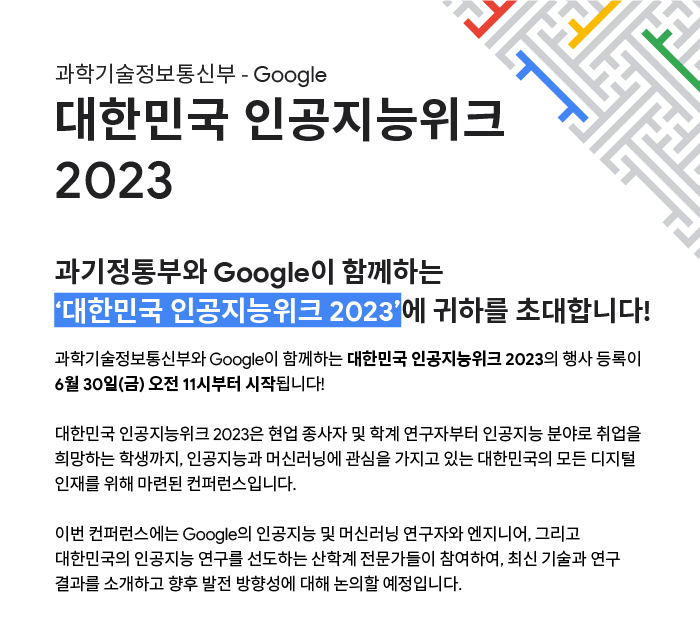 과학기술정보통신부 - Google
대한민국 인공지능위크
2023
과기정통부와 Google이 함께하는
‘대한민국 인공지능위크 2023’에 귀하를 초대합니다!
과학기술정보통신부와 Google이 함께하는 대한민국 인공지능위크 2023의 행사 등록이
6월 30일(금) 오전 11시부터 시작됩니다!
대한민국 인공지능위크 2023은 현업 종사자 및 학계 연구자부터 인공지능 분야로 취업을
희망하는 학생까지, 인공지능과 머신러닝에 관심을 가지고 있는 대한민국의 모든 디지털
인재를 위해 마련된 컨퍼런스입니다.
이번 컨퍼런스에는 Google의 인공지능 및 머신러닝 연구자와 엔지니어, 그리고
대한민국의 인공지능 연구를 선도하는 산학계 전문가들이 참여하여, 최신 기술과 연구
결과를 소개하고 향후 발전 방향성에 대해 논의할 예정입니다.